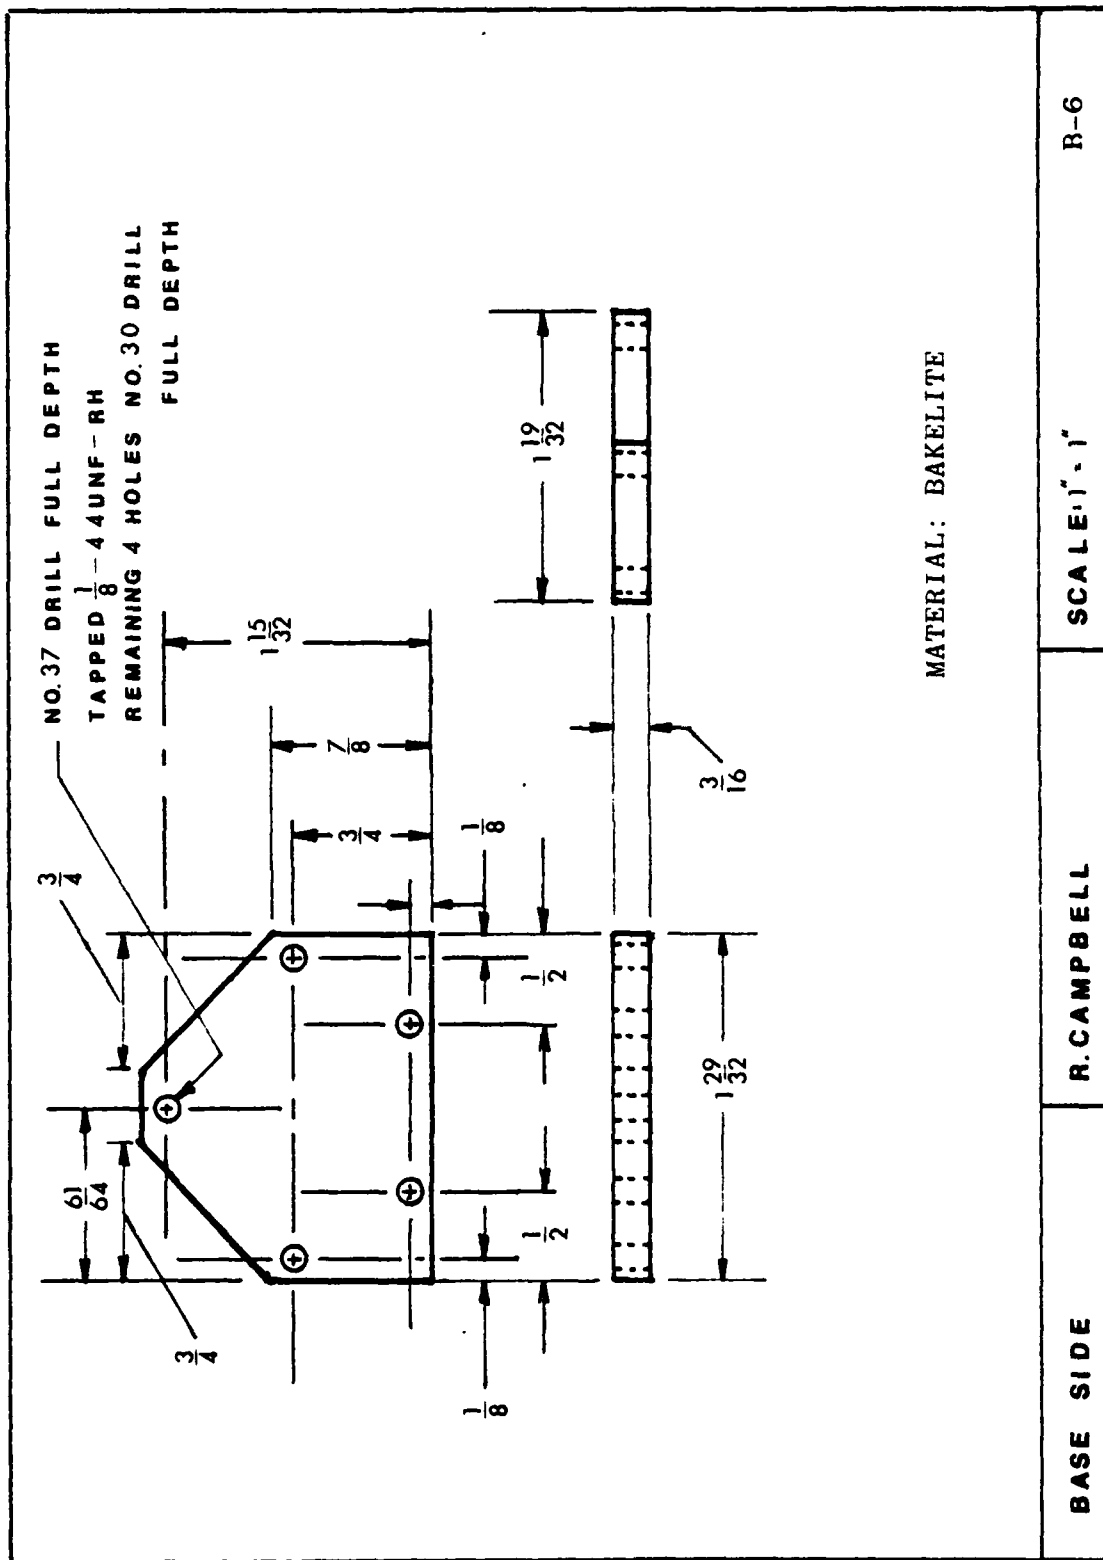 NO.37 DRILL FULL DEPTH
TAPPED 1/8 - 44UNF - RH
REMAINING 4 HOLES NO.30 DRILL
FULL DEPTH
3/4
61/64
3/4
1 15/32
7/8
3/4
1/8
1/2
1/2
1/8
1 19/32
3/16
1 29/32
MATERIAL: BAKELITE
BASE SIDE
R.CAMPBELL
SCALE: 1" = 1"
B-6